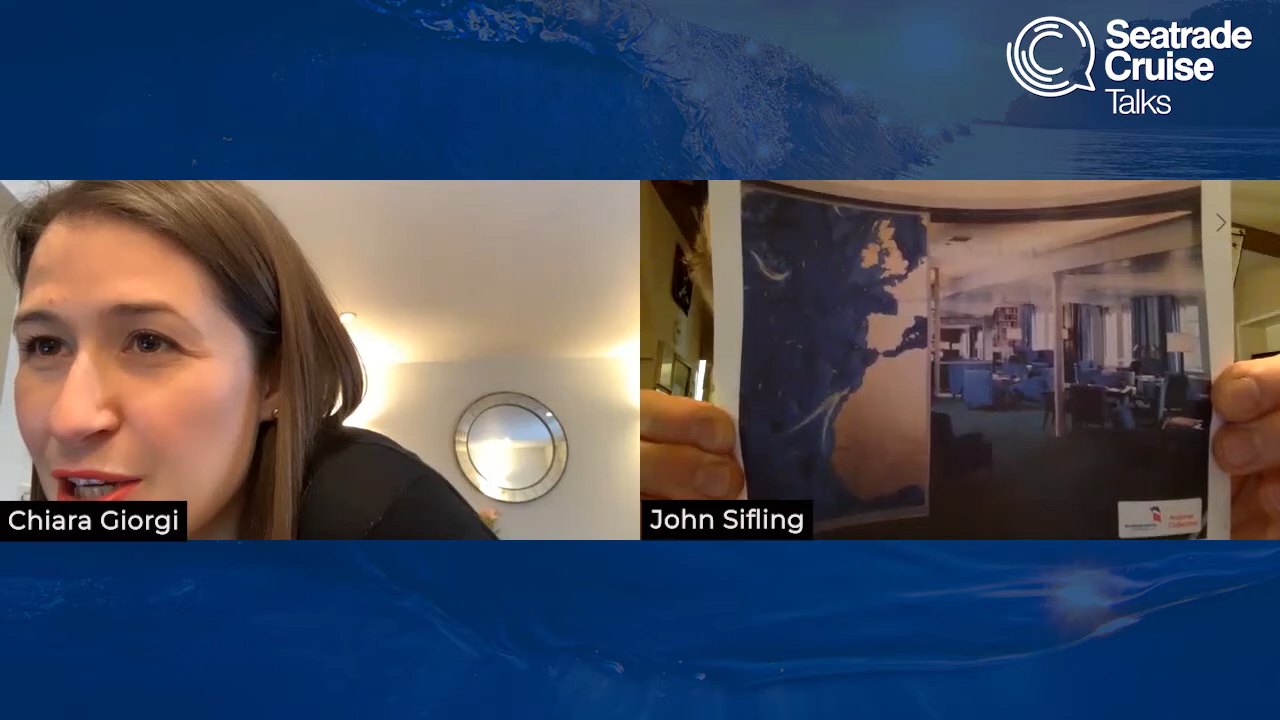 Seatrade
Cruise
Talks
Chiara Giorgi
John Sifling